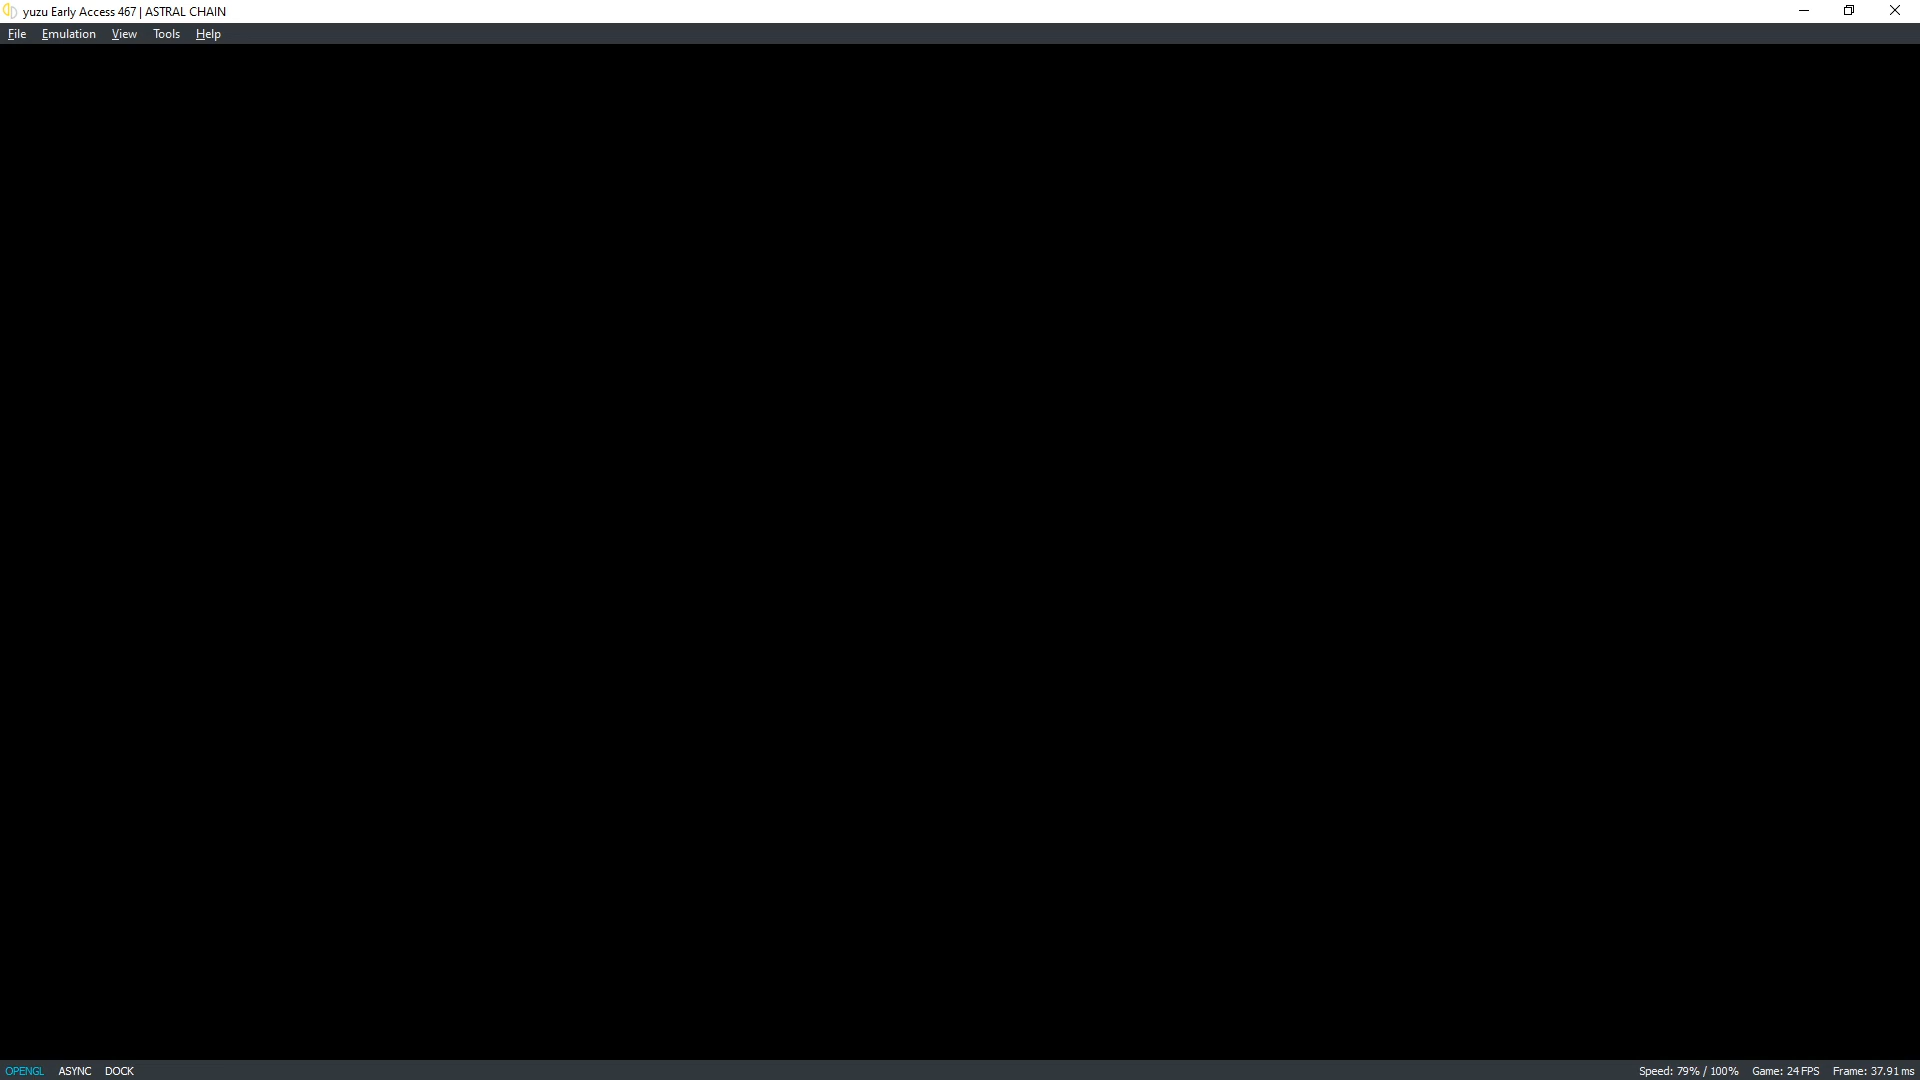 yuzu Early Access 467 | ASTRAL CHAIN
File Emulation View Tools Help
OPENGL ASYNC DOCK Speed: 79% / 100% Game: 24 FPS Frame: 37.91 ms